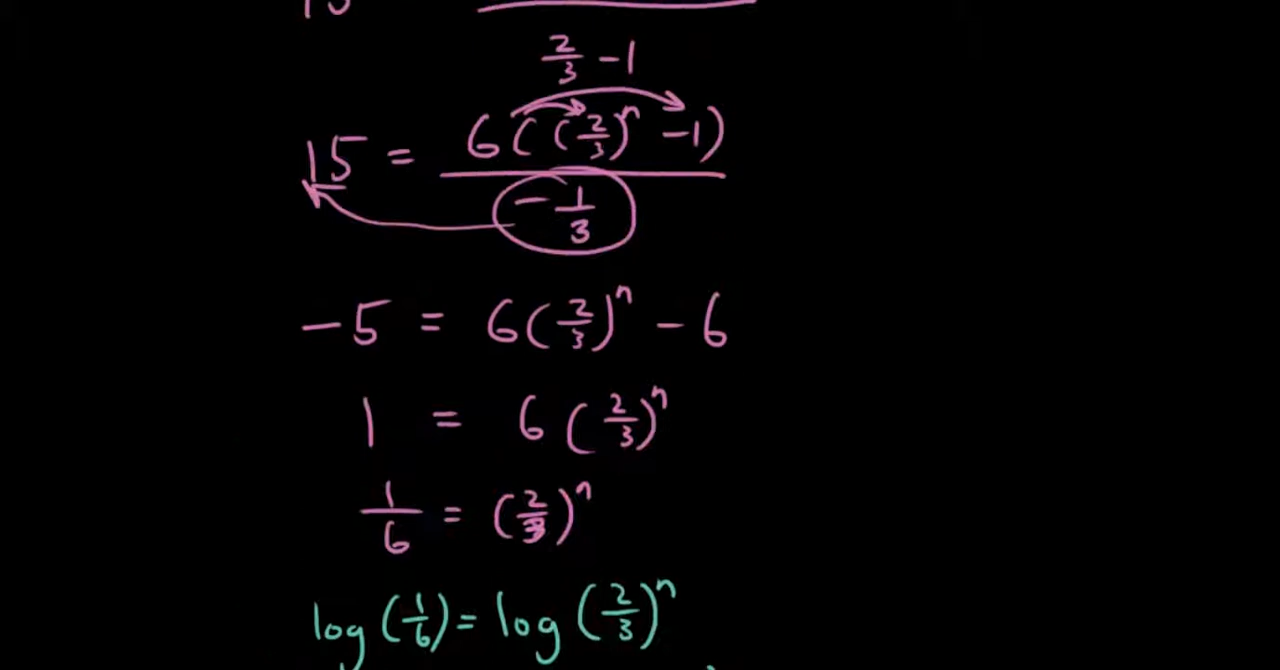 15
2/3 - 1
15 = 6((2/3)^n - 1) / (-1/3)
-5 = 6(2/3)^n - 6
1 = 6(2/3)^n
1/6 = (2/3)^n
log(1/6) = log(2/3)^n